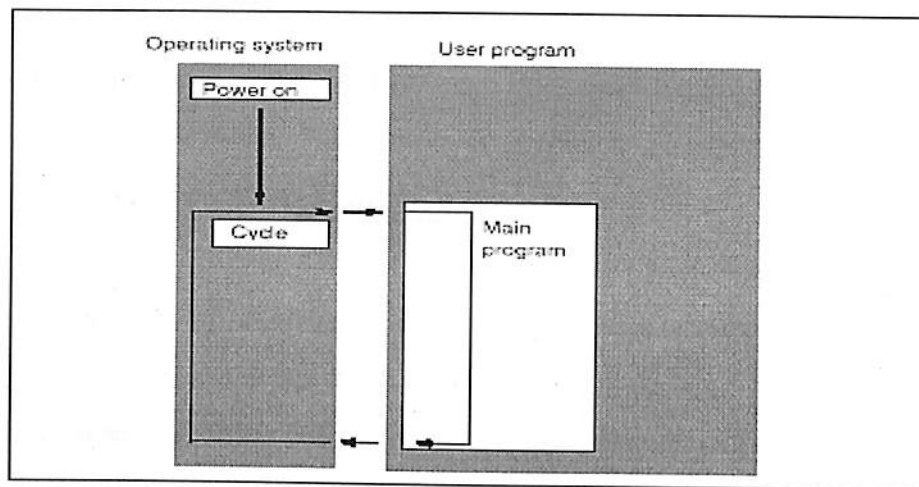 Operating system
User program
Power on
Cycle
Main
program